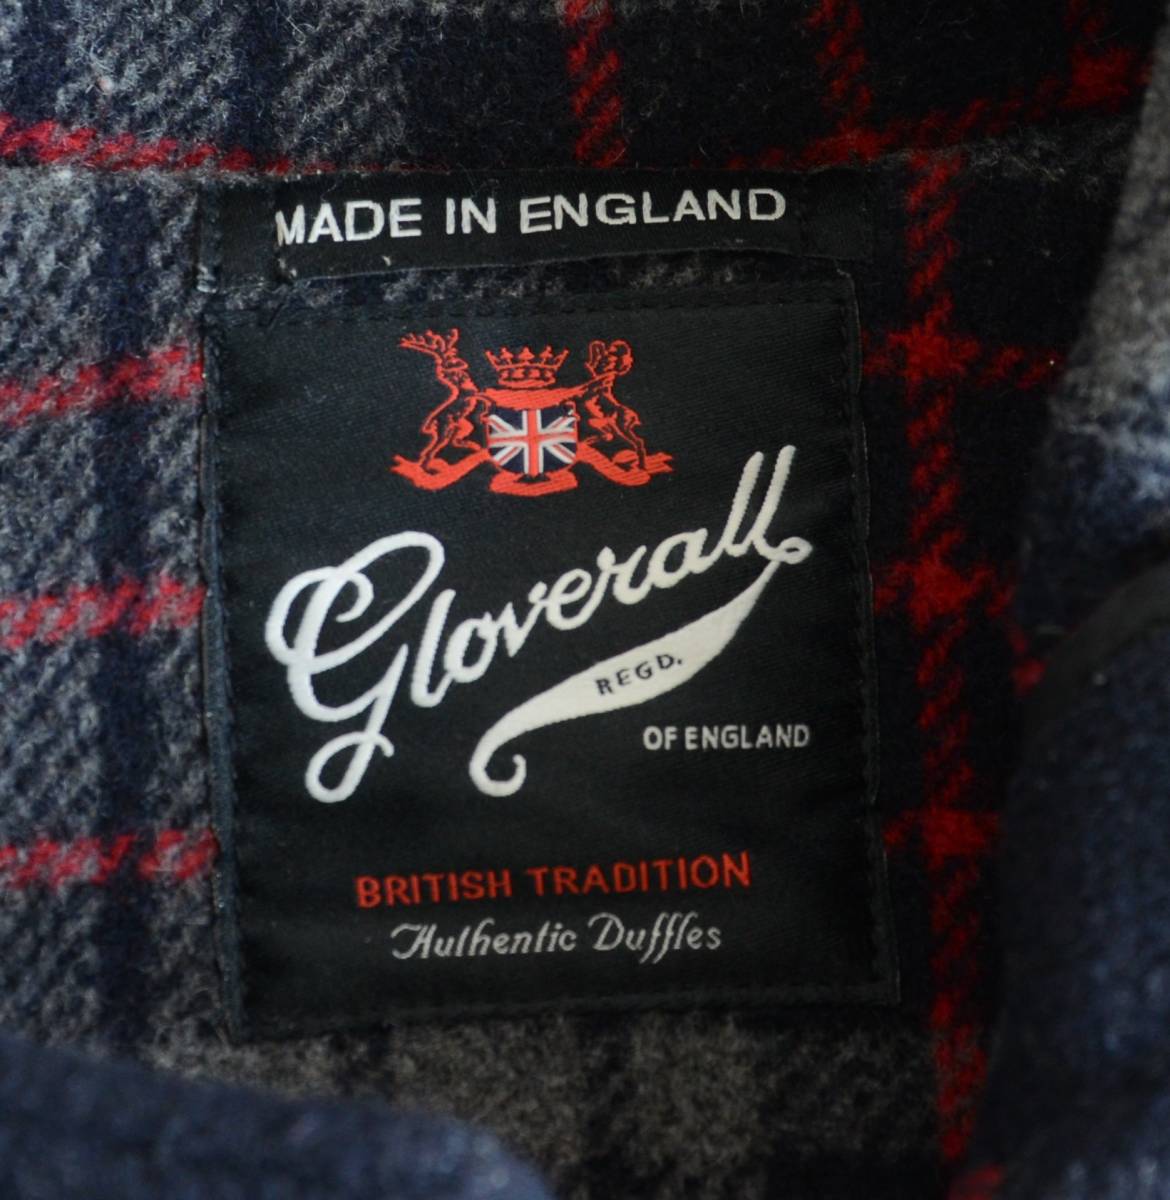 MADE IN ENGLAND
Gloverall
REGD.
OF ENGLAND
BRITISH TRADITION
Authentic Duffles